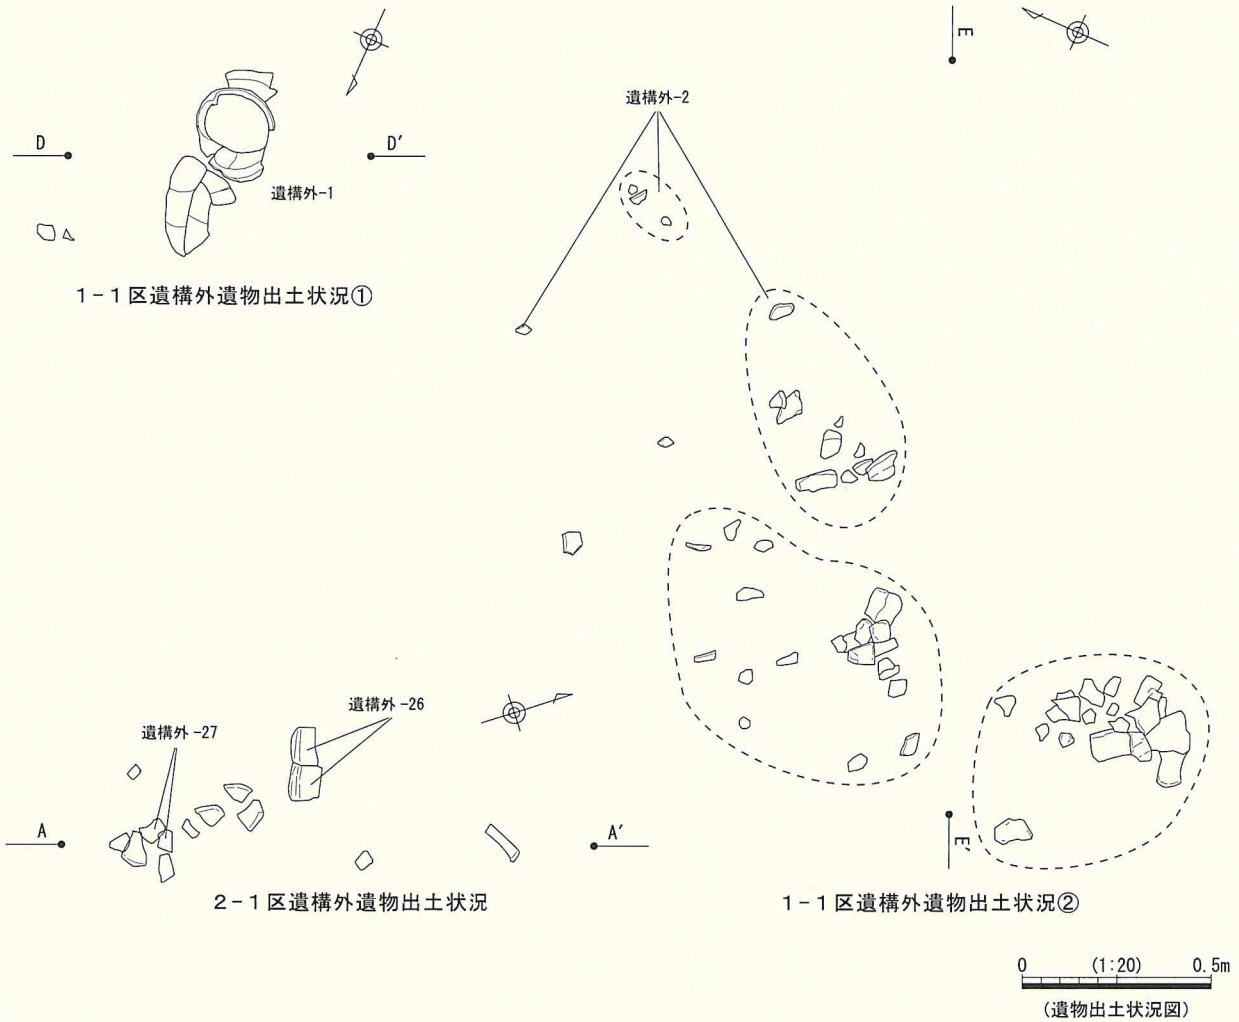 D
D′
遺構外-1
1-1区遺構外遺物出土状況①
E
遺構外-2
遺構外-27
遺構外-26
A
A′
2-1区遺構外遺物出土状況
E′
1-1区遺構外遺物出土状況②
0 (1:20) 0.5m
(遺物出土状況図)